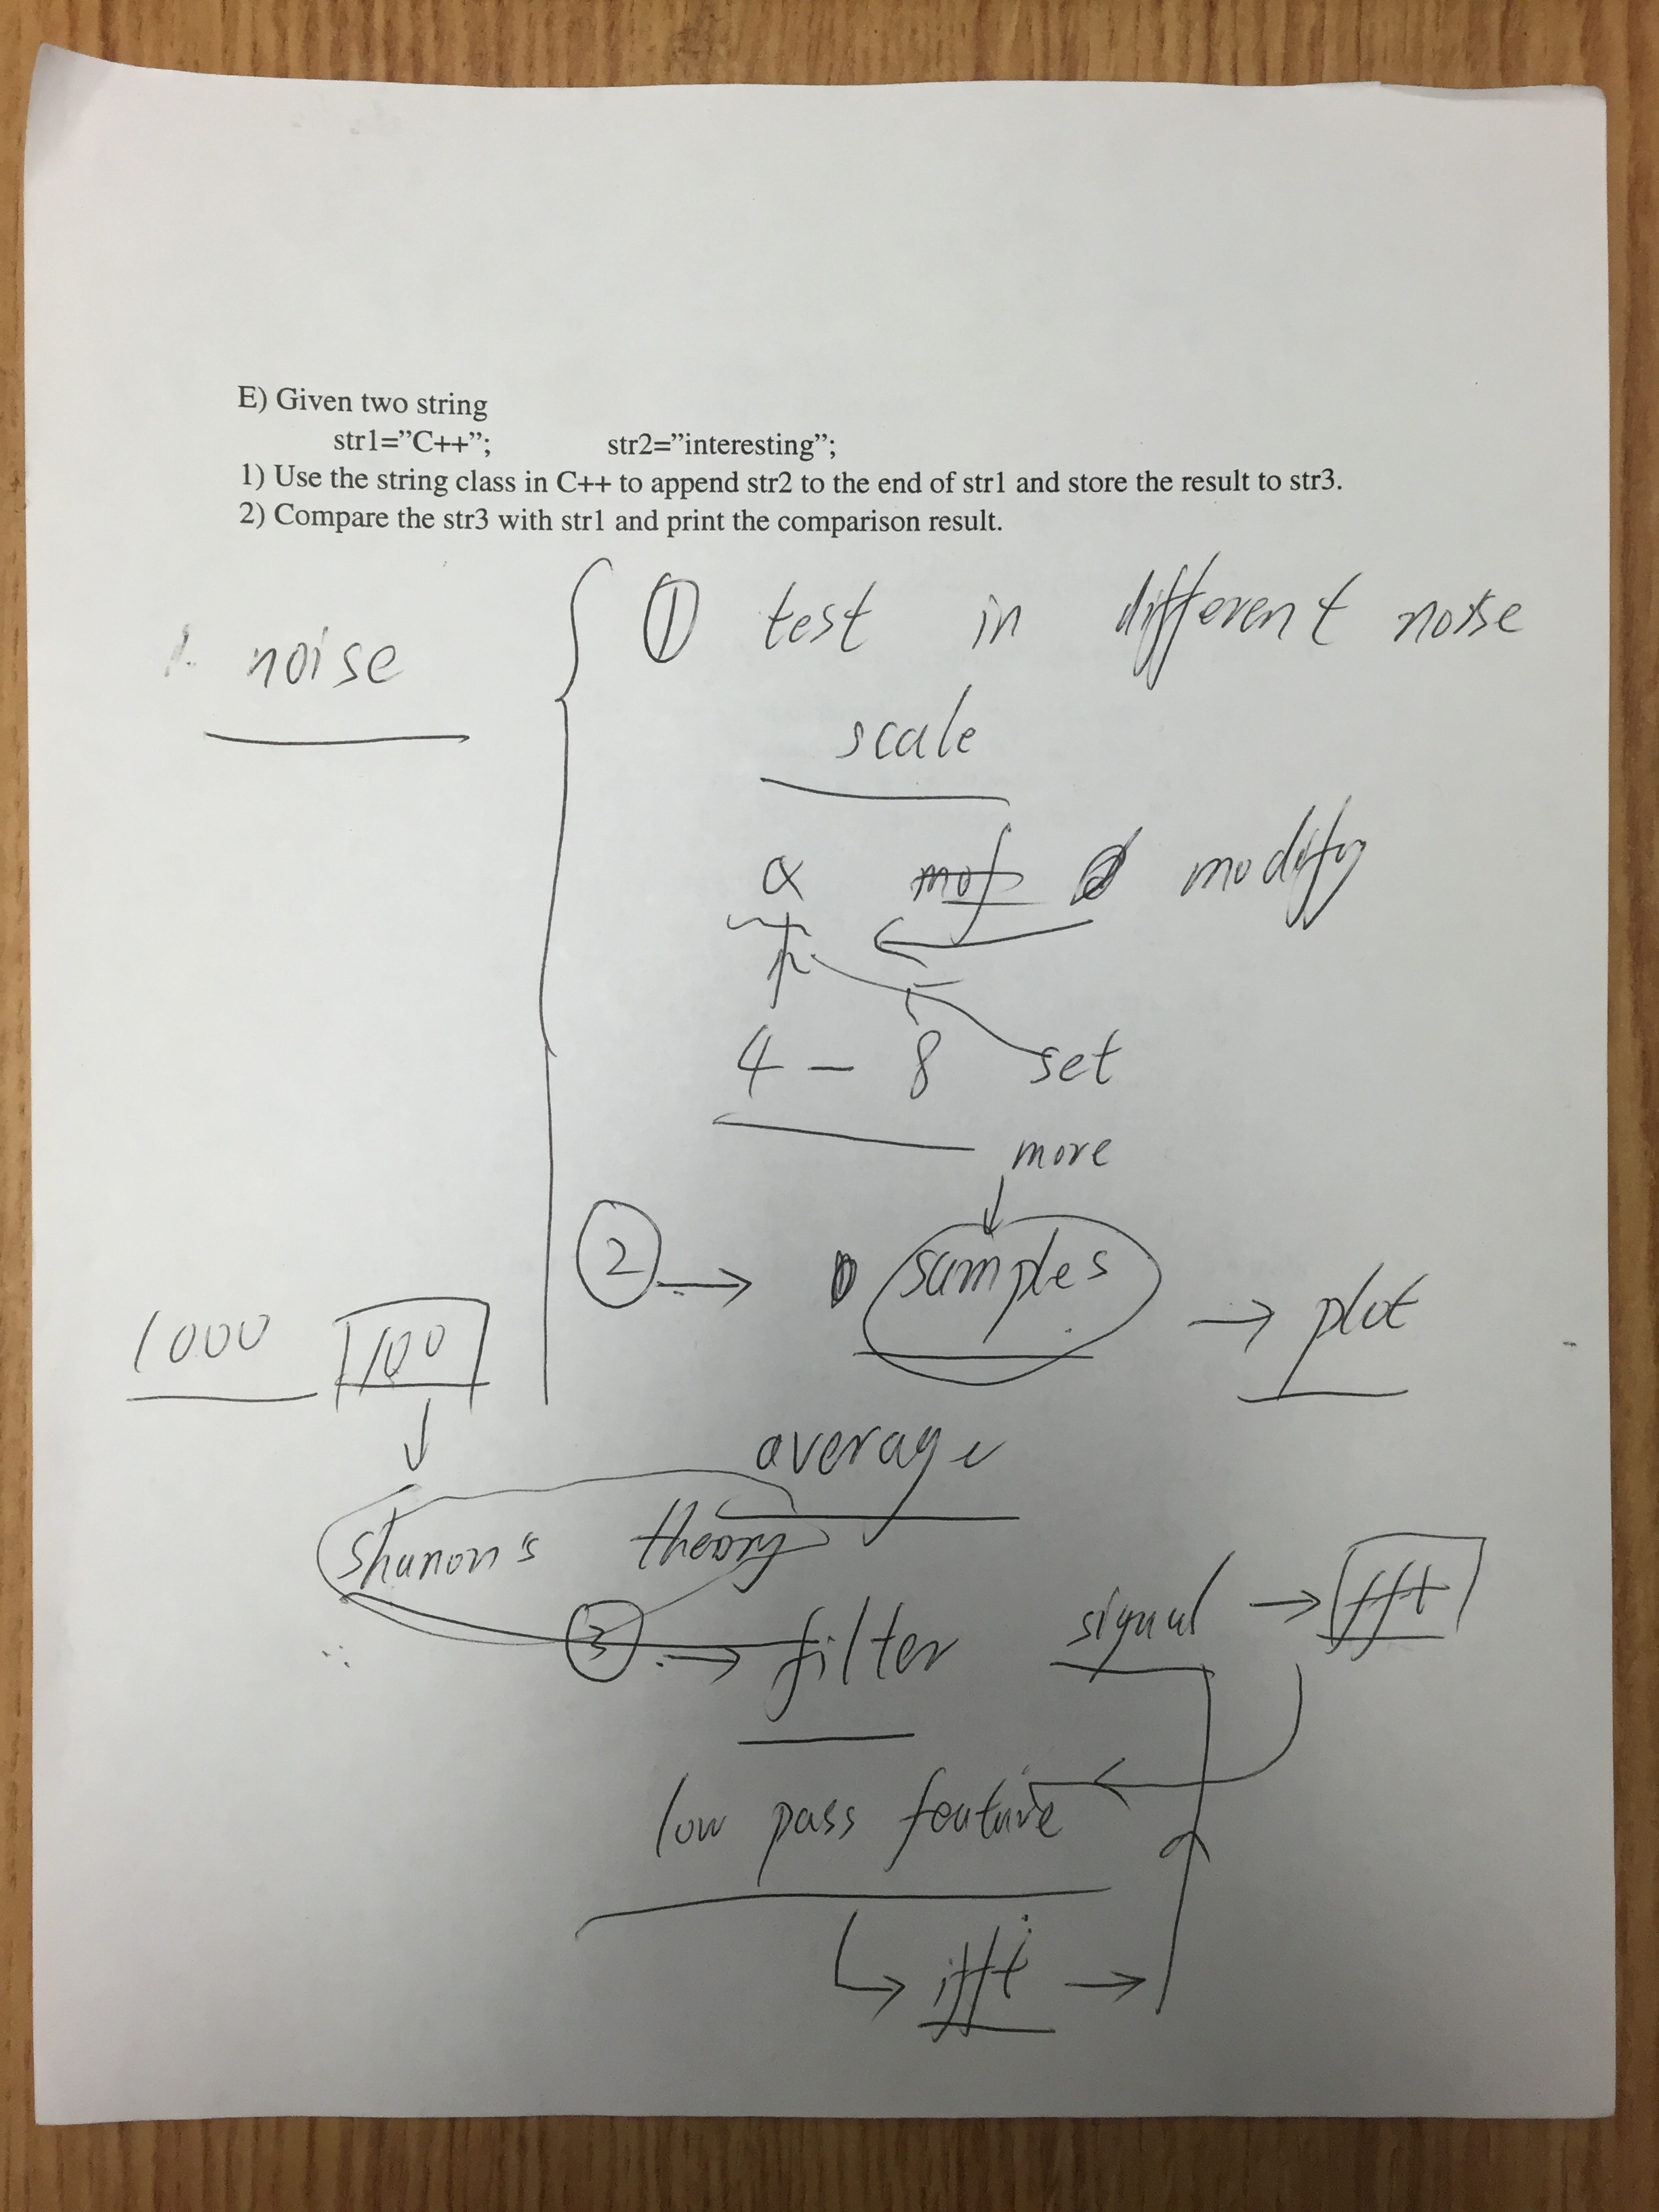 E) Given two string
str1=”C++”; str2=”interesting”;
1) Use the string class in C++ to append str2 to the end of str1 and store the result to str3.
2) Compare the str3 with str1 and print the comparison result.
1. noise
① test in different noise
scale
α modify
4 - 8 set
more
② → samples → plot
1000 100
average
shanon's theory
③ → filter signal → fft
low pass feature
ifft →